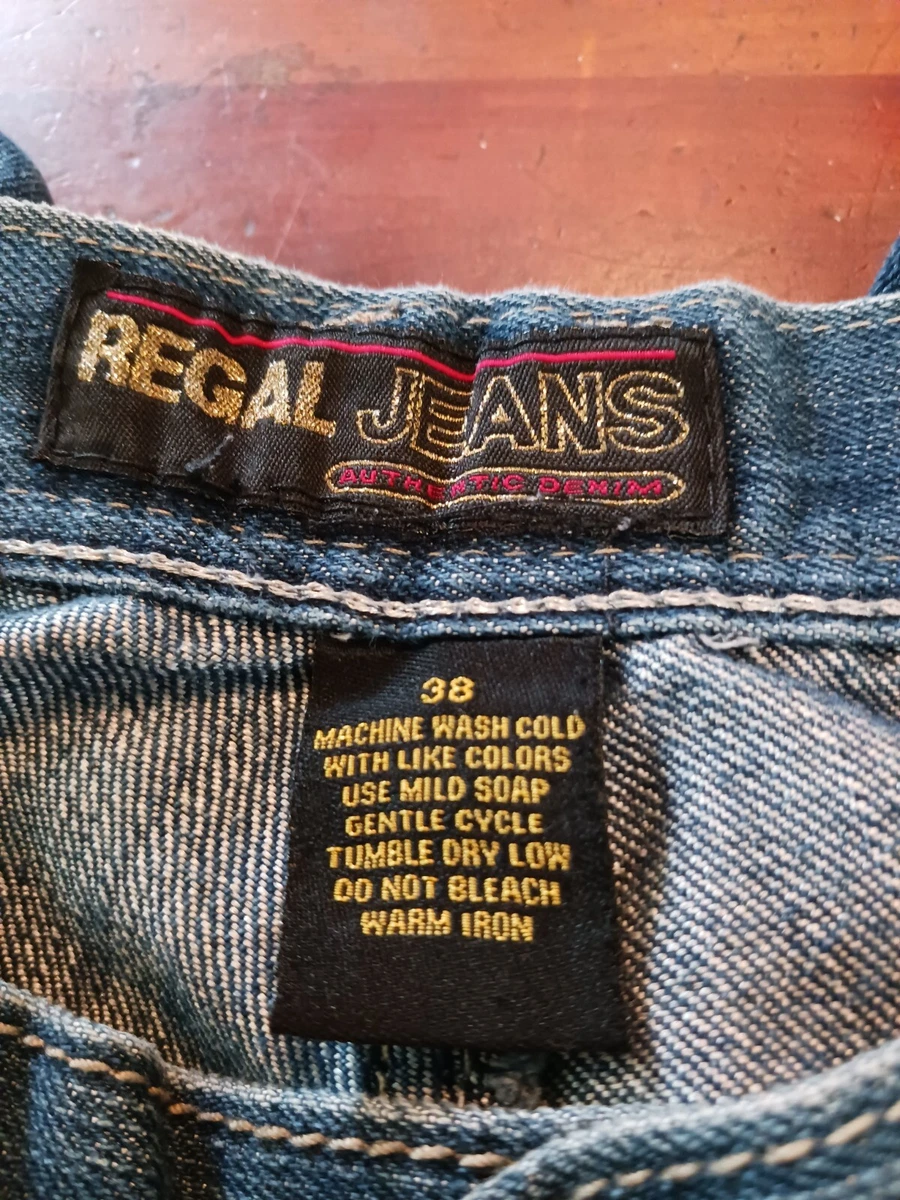 REGAL JEANS
AUTHENTIC DENIM
38
MACHINE WASH COLD
WITH LIKE COLORS
USE MILD SOAP
GENTLE CYCLE
TUMBLE DRY LOW
DO NOT BLEACH
WARM IRON